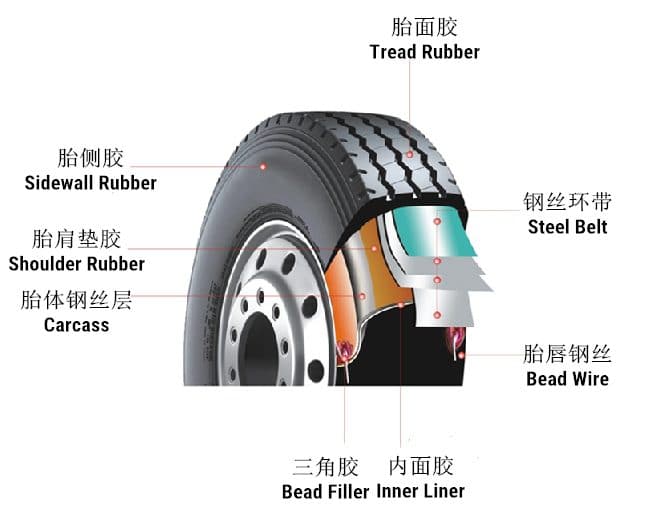 胎面胶
Tread Rubber
胎侧胶
Sidewall Rubber
钢丝环带
Steel Belt
胎肩垫胶
Shoulder Rubber
胎体钢丝层
Carcass
胎唇钢丝
Bead Wire
三角胶
Bead Filler
内面胶
Inner Liner